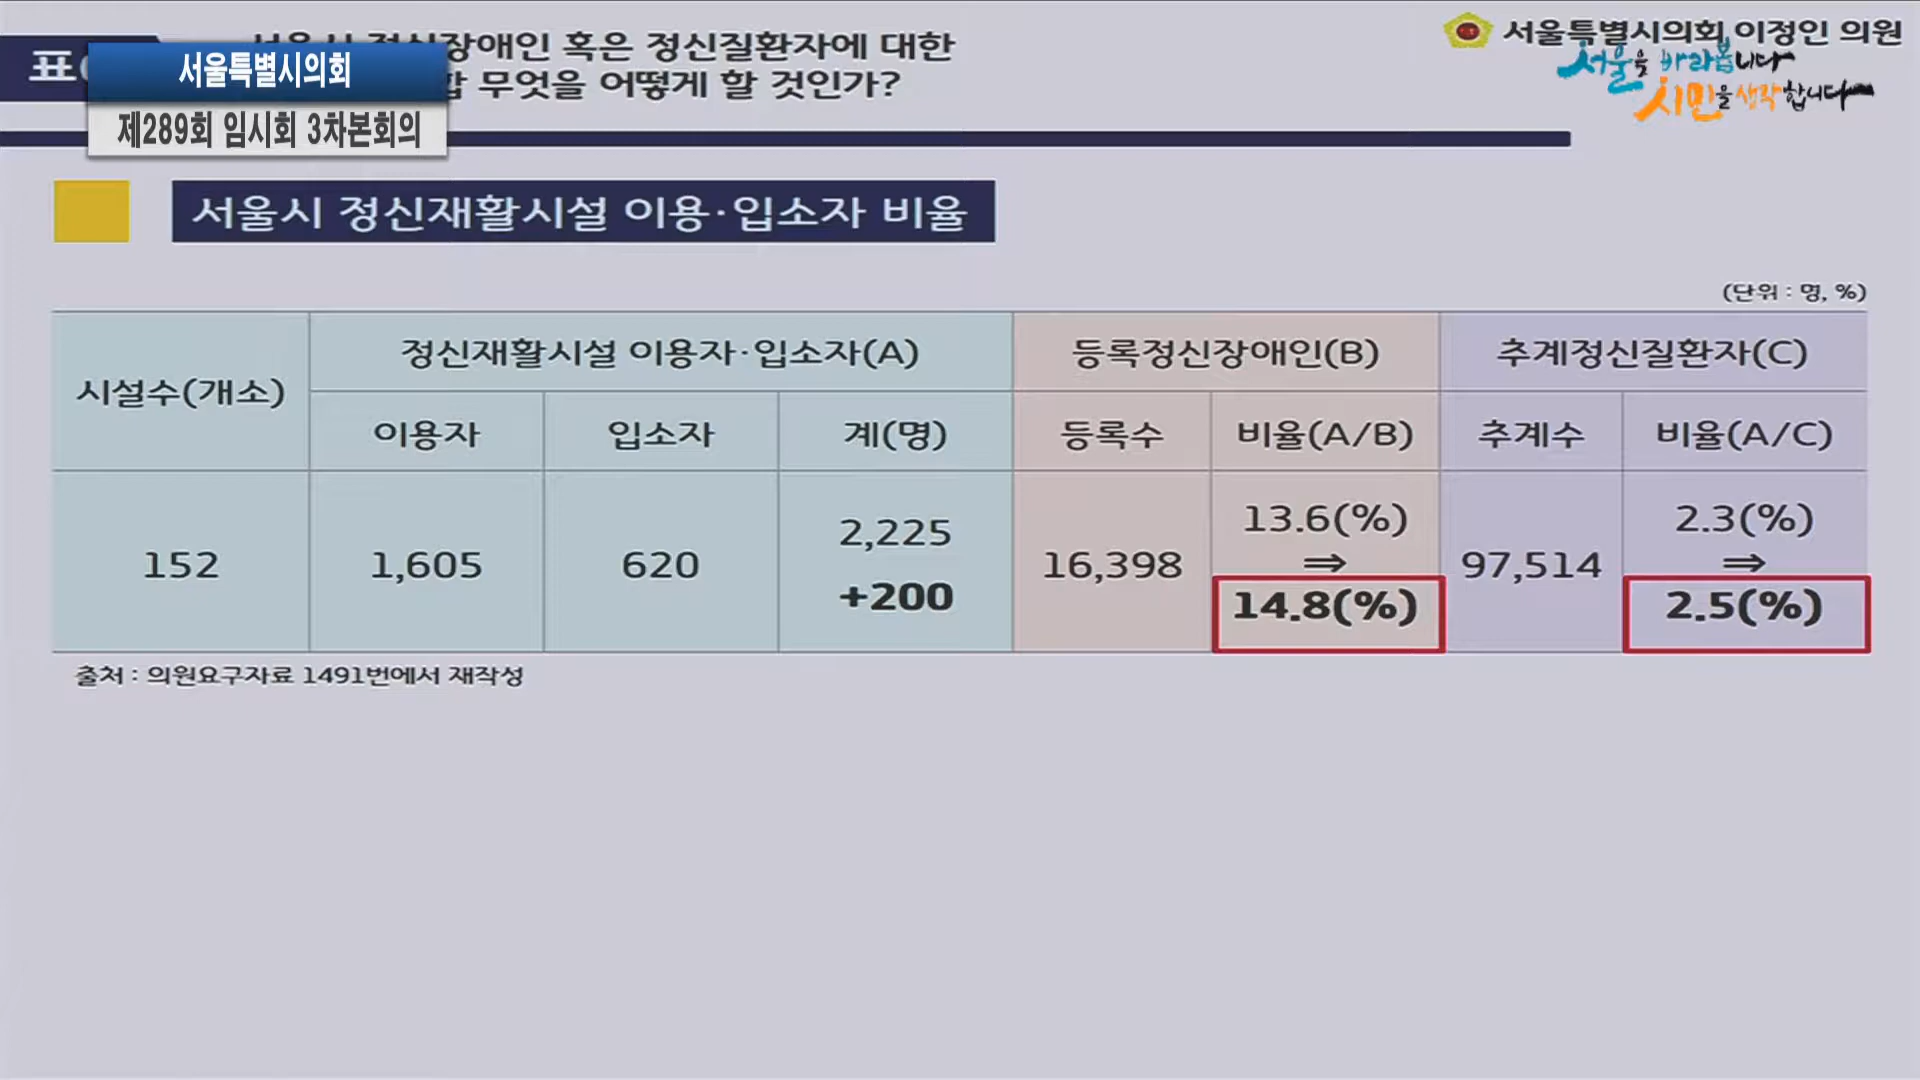 서울특별시의회
제289회 임시회 3차본회의
정신장애인 혹은 정신질환자에 대한
무엇을 어떻게 할 것인가?
서울특별시의회 이정인 의원
서울을 바라봅니다
시민을 생각합니다
서울시 정신재활시설 이용·입소자 비율
(단위 : 명, %)
시설수(개소) 정신재활시설 이용자·입소자(A) 등록정신장애인(B) 추계정신질환자(C)
이용자 입소자 계(명) 등록수 비율(A/B) 추계수 비율(A/C)
152 1,605 620 2,225 +200 16,398 13.6(%) ⇒ 14.8(%) 97,514 2.3(%) ⇒ 2.5(%)
출처 : 의원요구자료 1491번에서 재작성